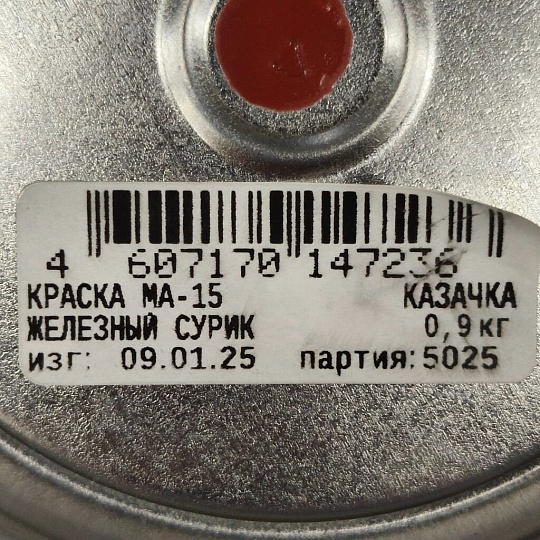 4 607170 147236
КРАСКА МА-15 КАЗАЧКА
ЖЕЛЕЗНЫЙ СУРИК 0,9кг
изг: 09.01.25 партия:5025